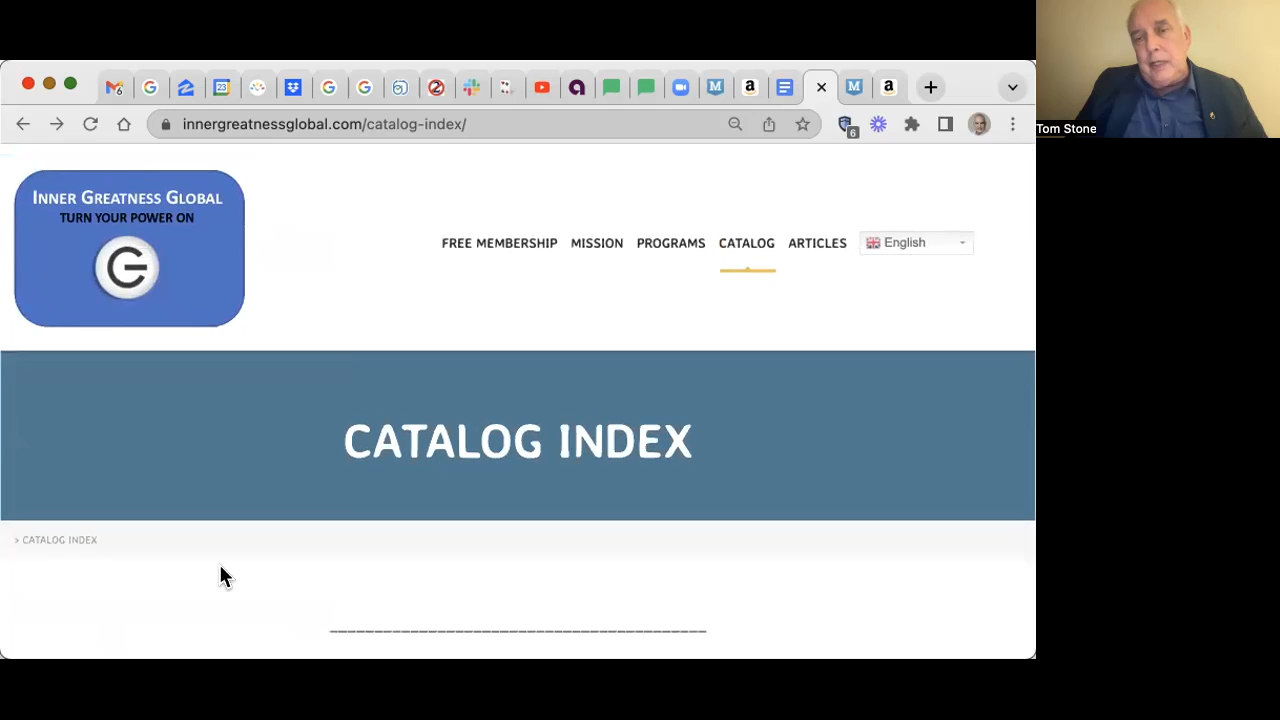 innergreatnessglobal.com/catalog-index/
6
Tom Stone
INNER GREATNESS GLOBAL
TURN YOUR POWER ON
FREE MEMBERSHIP MISSION PROGRAMS CATALOG ARTICLES English
CATALOG INDEX
> CATALOG INDEX